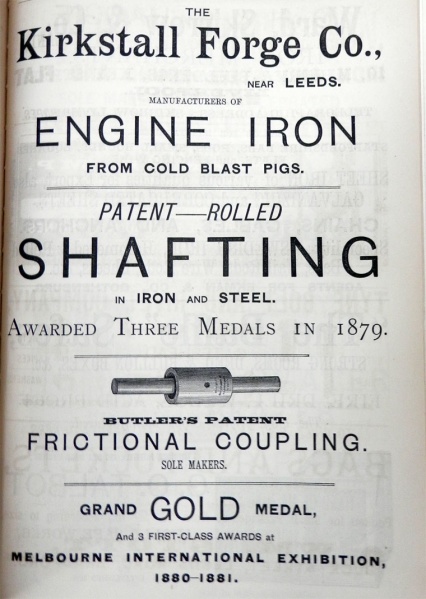 THE
Kirkstall Forge Co.,
NEAR LEEDS.
MANUFACTURERS OF
ENGINE IRON
FROM COLD BLAST PIGS.
PATENT—ROLLED
SHAFTING
IN IRON AND STEEL.
AWARDED THREE MEDALS IN 1879.
BUTLER'S PATENT
FRICTIONAL COUPLING.
SOLE MAKERS.
GRAND GOLD MEDAL,
And 3 FIRST-CLASS AWARDS at
MELBOURNE INTERNATIONAL EXHIBITION,
1880-1881.